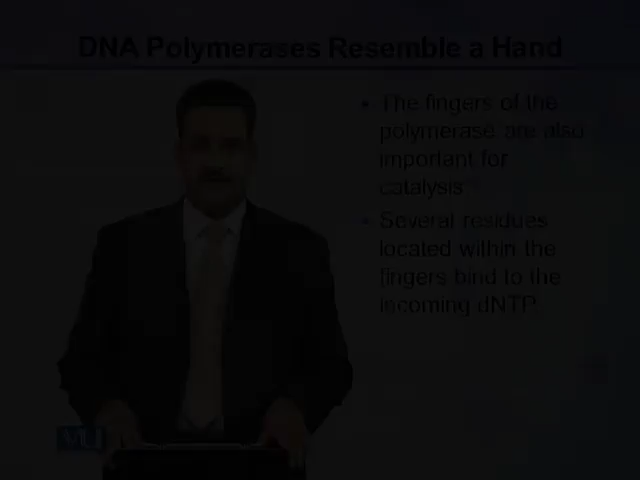 DNA Polymerases Resemble a Hand
• The fingers of the
polymerase are also
important for
catalysis
• Several residues
located within the
fingers bind to the
incoming dNTP.
VU